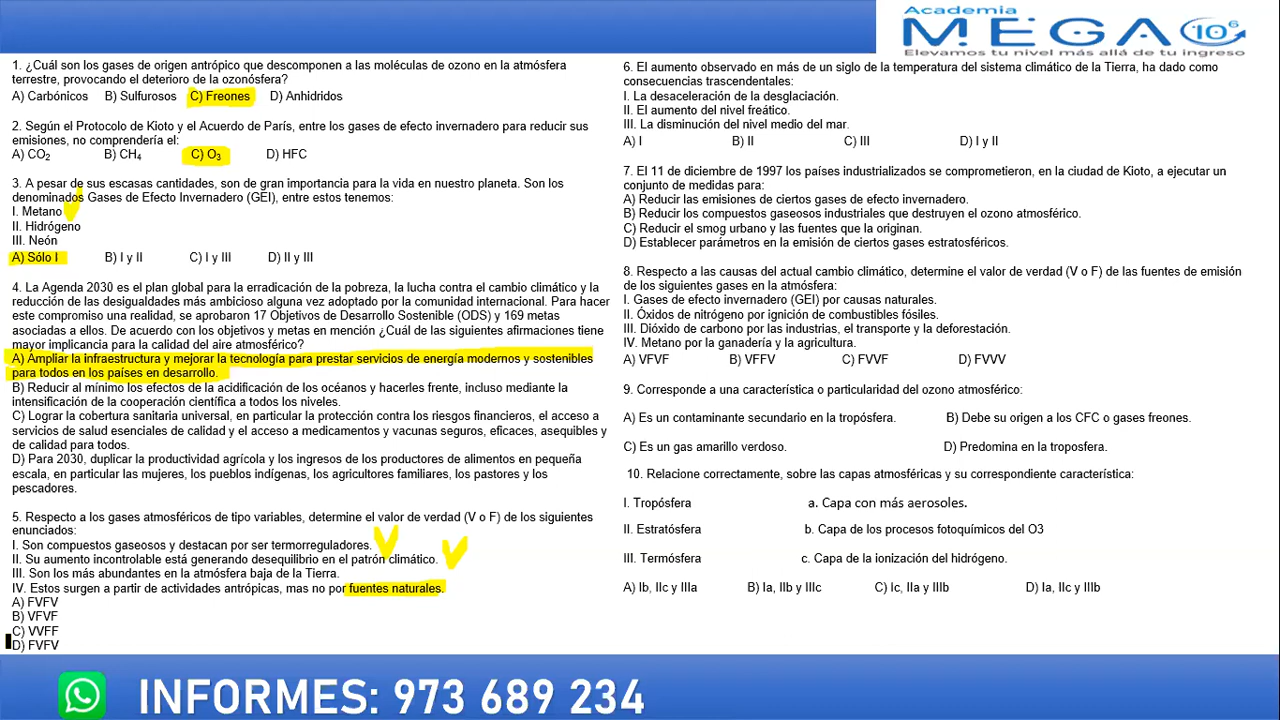 Academia
MEGA 10⁶
Elevamos tu nivel más allá de tu ingreso
1. ¿Cuál son los gases de origen antrópico que descomponen a las moléculas de ozono en la atmósfera
terrestre, provocando el deterioro de la ozonósfera?
A) Carbónicos B) Sulfurosos C) Freones D) Anhidridos
2. Según el Protocolo de Kioto y el Acuerdo de París, entre los gases de efecto invernadero para reducir sus
emisiones, no comprendería el:
A) CO₂ B) CH₄ C) O₃ D) HFC
3. A pesar de sus escasas cantidades, son de gran importancia para la vida en nuestro planeta. Son los
denominados Gases de Efecto Invernadero (GEI), entre estos tenemos:
I. Metano
II. Hidrógeno
III. Neón
A) Sólo I B) I y II C) I y III D) II y III
4. La Agenda 2030 es el plan global para la erradicación de la pobreza, la lucha contra el cambio climático y la
reducción de las desigualdades más ambicioso alguna vez adoptado por la comunidad internacional. Para hacer
este compromiso una realidad, se aprobaron 17 Objetivos de Desarrollo Sostenible (ODS) y 169 metas
asociadas a ellos. De acuerdo con los objetivos y metas en mención ¿Cuál de las siguientes afirmaciones tiene
mayor implicancia para la calidad del aire atmosférico?
A) Ampliar la infraestructura y mejorar la tecnología para prestar servicios de energía modernos y sostenibles
para todos en los países en desarrollo.
B) Reducir al mínimo los efectos de la acidificación de los océanos y hacerles frente, incluso mediante la
intensificación de la cooperación científica a todos los niveles.
C) Lograr la cobertura sanitaria universal, en particular la protección contra los riesgos financieros, el acceso a
servicios de salud esenciales de calidad y el acceso a medicamentos y vacunas seguros, eficaces, asequibles y
de calidad para todos.
D) Para 2030, duplicar la productividad agrícola y los ingresos de los productores de alimentos en pequeña
escala, en particular las mujeres, los pueblos indígenas, los agricultores familiares, los pastores y los
pescadores.
5. Respecto a los gases atmosféricos de tipo variables, determine el valor de verdad (V o F) de los siguientes
enunciados:
I. Son compuestos gaseosos y destacan por ser termorreguladores.
II. Su aumento incontrolable está generando desequilibrio en el patrón climático.
III. Son los más abundantes en la atmósfera baja de la Tierra.
IV. Estos surgen a partir de actividades antrópicas, mas no por fuentes naturales.
A) FVFV
B) VFVF
C) VVFF
D) FVFV
6. El aumento observado en más de un siglo de la temperatura del sistema climático de la Tierra, ha dado como
consecuencias trascendentales:
I. La desaceleración de la desglaciación.
II. El aumento del nivel freático.
III. La disminución del nivel medio del mar.
A) I B) II C) III D) I y II
7. El 11 de diciembre de 1997 los países industrializados se comprometieron, en la ciudad de Kioto, a ejecutar un
conjunto de medidas para:
A) Reducir las emisiones de ciertos gases de efecto invernadero.
B) Reducir los compuestos gaseosos industriales que destruyen el ozono atmosférico.
C) Reducir el smog urbano y las fuentes que la originan.
D) Establecer parámetros en la emisión de ciertos gases estratosféricos.
8. Respecto a las causas del actual cambio climático, determine el valor de verdad (V o F) de las fuentes de emisión
de los siguientes gases en la atmósfera:
I. Gases de efecto invernadero (GEI) por causas naturales.
II. Óxidos de nitrógeno por ignición de combustibles fósiles.
III. Dióxido de carbono por las industrias, el transporte y la deforestación.
IV. Metano por la ganadería y la agricultura.
A) VFVF B) VFFV C) FVVF D) FVVV
9. Corresponde a una característica o particularidad del ozono atmosférico:
A) Es un contaminante secundario en la tropósfera. B) Debe su origen a los CFC o gases freones.
C) Es un gas amarillo verdoso. D) Predomina en la troposfera.
10. Relacione correctamente, sobre las capas atmosféricas y su correspondiente característica:
I. Tropósfera a. Capa con más aerosoles.
II. Estratósfera b. Capa de los procesos fotoquímicos del O3
III. Termósfera c. Capa de la ionización del hidrógeno.
A) Ib, IIc y IIIa B) Ia, IIb y IIIc C) Ic, IIa y IIIb D) Ia, IIc y IIIb
INFORMES: 973 689 234